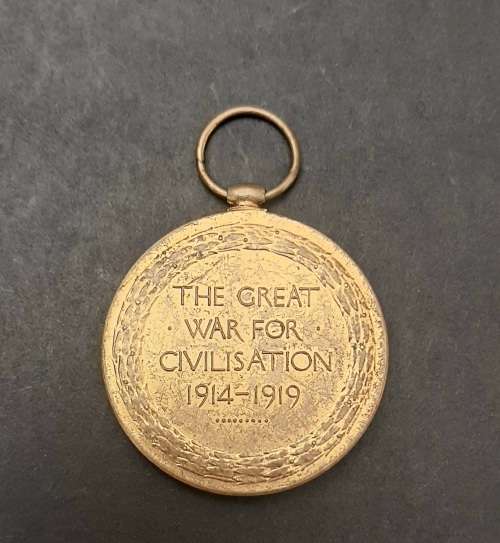 THE GREAT
· WAR FOR ·
CIVILISATION
1914-1919